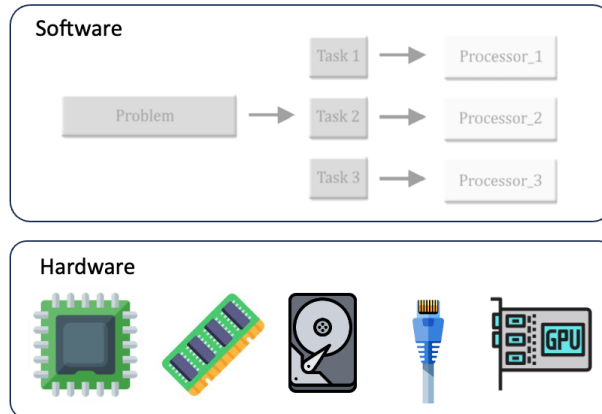 Software
Task 1
Processor_1
Problem
Task 2
Processor_2
Task 3
Processor_3
Hardware
GPU